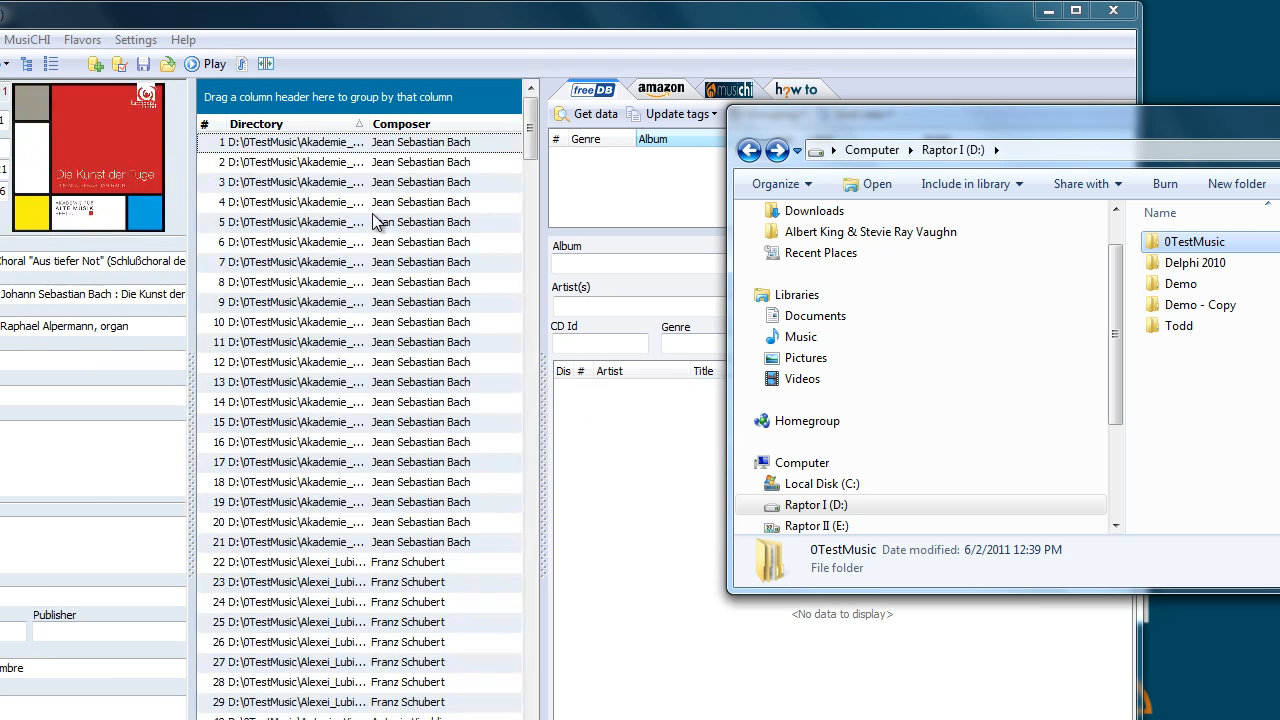 )
MusiCHI Flavors Settings Help
Play
1
1
21
6
Die Kunst der Fuge
horal "Aus tiefer Not" (Schlußchoral de
Johann Sebastian Bach : Die Kunst der
Raphael Alpermann, organ
Publisher
mbre
Drag a column header here to group by that column
# Directory Composer
1 D:\0TestMusic\Akademie_... Jean Sebastian Bach
2 D:\0TestMusic\Akademie_... Jean Sebastian Bach
3 D:\0TestMusic\Akademie_... Jean Sebastian Bach
4 D:\0TestMusic\Akademie_... Jean Sebastian Bach
5 D:\0TestMusic\Akademie_... Jean Sebastian Bach
6 D:\0TestMusic\Akademie_... Jean Sebastian Bach
7 D:\0TestMusic\Akademie_... Jean Sebastian Bach
8 D:\0TestMusic\Akademie_... Jean Sebastian Bach
9 D:\0TestMusic\Akademie_... Jean Sebastian Bach
10 D:\0TestMusic\Akademie_... Jean Sebastian Bach
11 D:\0TestMusic\Akademie_... Jean Sebastian Bach
12 D:\0TestMusic\Akademie_... Jean Sebastian Bach
13 D:\0TestMusic\Akademie_... Jean Sebastian Bach
14 D:\0TestMusic\Akademie_... Jean Sebastian Bach
15 D:\0TestMusic\Akademie_... Jean Sebastian Bach
16 D:\0TestMusic\Akademie_... Jean Sebastian Bach
17 D:\0TestMusic\Akademie_... Jean Sebastian Bach
18 D:\0TestMusic\Akademie_... Jean Sebastian Bach
19 D:\0TestMusic\Akademie_... Jean Sebastian Bach
20 D:\0TestMusic\Akademie_... Jean Sebastian Bach
21 D:\0TestMusic\Akademie_... Jean Sebastian Bach
22 D:\0TestMusic\Alexei_Lubi... Franz Schubert
23 D:\0TestMusic\Alexei_Lubi... Franz Schubert
24 D:\0TestMusic\Alexei_Lubi... Franz Schubert
25 D:\0TestMusic\Alexei_Lubi... Franz Schubert
26 D:\0TestMusic\Alexei_Lubi... Franz Schubert
27 D:\0TestMusic\Alexei_Lubi... Franz Schubert
28 D:\0TestMusic\Alexei_Lubi... Franz Schubert
29 D:\0TestMusic\Alexei_Lubi... Franz Schubert
freeDB amazon musichi how to
Get data Update tags
# Genre Album
Album
Artist(s)
CD Id Genre
Dis # Artist Title
<No data to display>
Computer Raptor I (D:)
Organize Open Include in library Share with Burn New folder
Downloads
Albert King & Stevie Ray Vaughn
Recent Places
Libraries
Documents
Music
Pictures
Videos
Homegroup
Computer
Local Disk (C:)
Raptor I (D:)
Raptor II (E:)
Name
0TestMusic
Delphi 2010
Demo
Demo - Copy
Todd
0TestMusic Date modified: 6/2/2011 12:39 PM
File folder